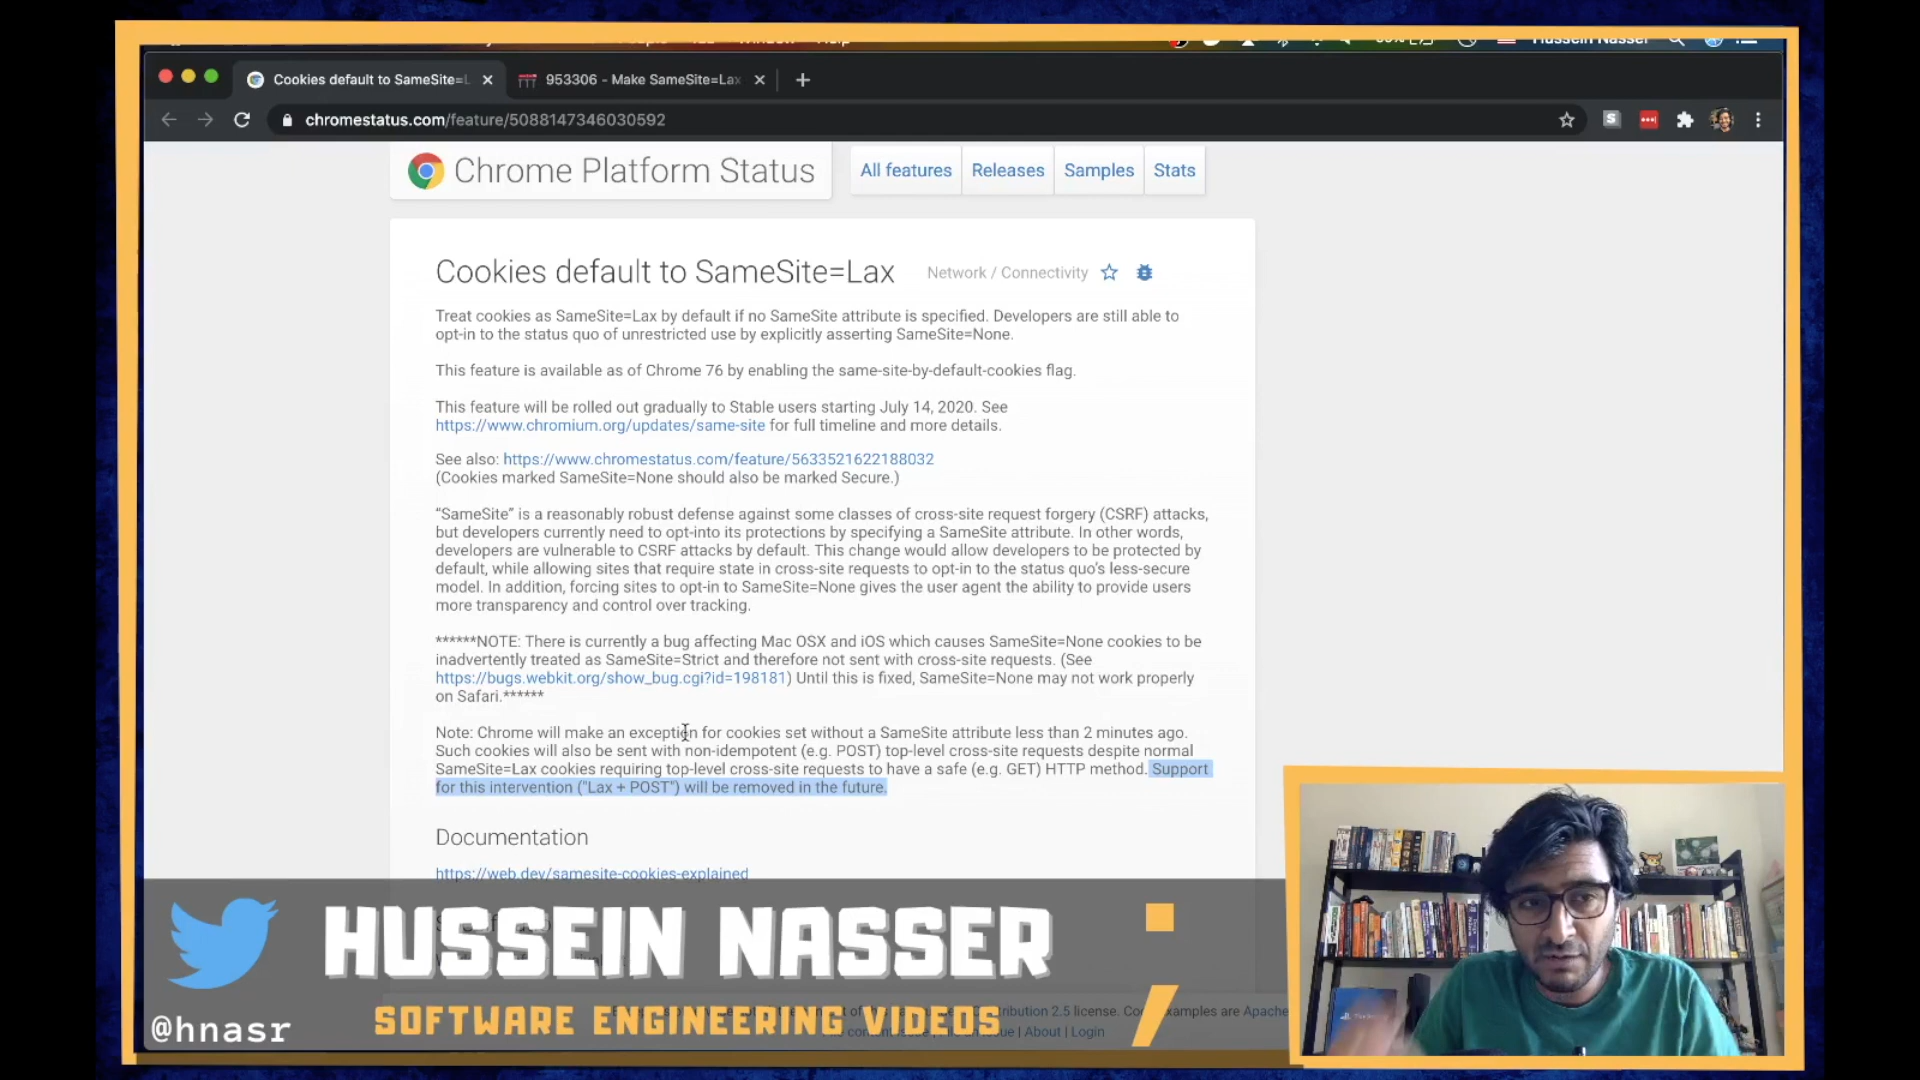 Hussein Nasser
Cookies default to SameSite=L
953306 - Make SameSite=Lax
chromestatus.com/feature/5088147346030592
Chrome Platform Status
All features
Releases
Samples
Stats
Cookies default to SameSite=Lax
Network / Connectivity
Treat cookies as SameSite=Lax by default if no SameSite attribute is specified. Developers are still able to
opt-in to the status quo of unrestricted use by explicitly asserting SameSite=None.
This feature is available as of Chrome 76 by enabling the same-site-by-default-cookies flag.
This feature will be rolled out gradually to Stable users starting July 14, 2020. See
https://www.chromium.org/updates/same-site for full timeline and more details.
See also: https://www.chromestatus.com/feature/5633521622188032
(Cookies marked SameSite=None should also be marked Secure.)
“SameSite” is a reasonably robust defense against some classes of cross-site request forgery (CSRF) attacks,
but developers currently need to opt-into its protections by specifying a SameSite attribute. In other words,
developers are vulnerable to CSRF attacks by default. This change would allow developers to be protected by
default, while allowing sites that require state in cross-site requests to opt-in to the status quo's less-secure
model. In addition, forcing sites to opt-in to SameSite=None gives the user agent the ability to provide users
more transparency and control over tracking.
******NOTE: There is currently a bug affecting Mac OSX and iOS which causes SameSite=None cookies to be
inadvertently treated as SameSite=Strict and therefore not sent with cross-site requests. (See
https://bugs.webkit.org/show_bug.cgi?id=198181) Until this is fixed, SameSite=None may not work properly
on Safari.******
Note: Chrome will make an exception for cookies set without a SameSite attribute less than 2 minutes ago.
Such cookies will also be sent with non-idempotent (e.g. POST) top-level cross-site requests despite normal
SameSite=Lax cookies requiring top-level cross-site requests to have a safe (e.g. GET) HTTP method. Support
for this intervention ("Lax + POST") will be removed in the future.
Documentation
https://web.dev/samesite-cookies-explained
HUSSEIN NASSER
@hnasr
SOFTWARE ENGINEERING VIDEOS
;
2.5 license.
examples are Apache
| About | Login